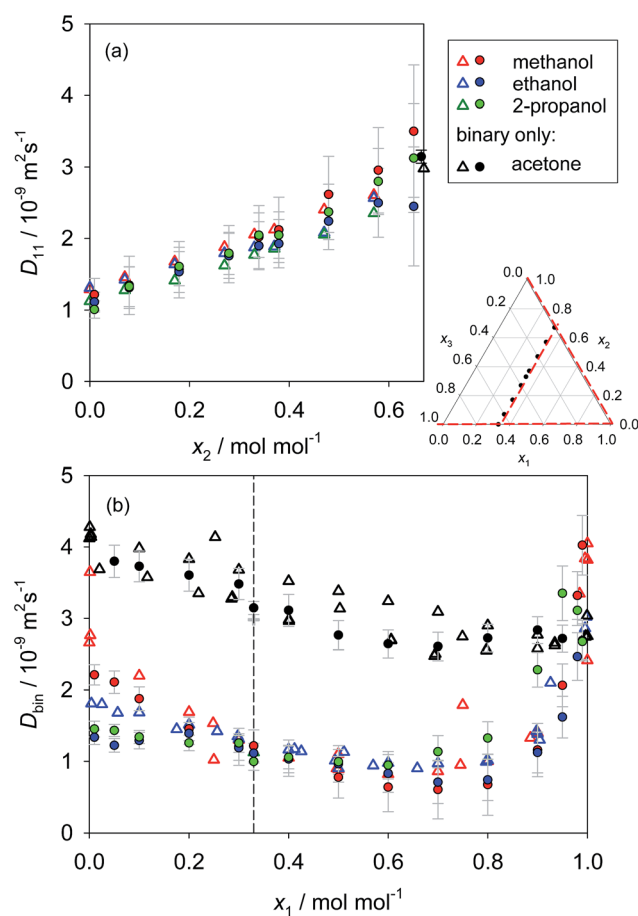 (a)
5
4
3
2
1
0
D11 / 10-9 m2s-1
0.0 0.2 0.4 0.6
x2 / mol mol-1
methanol
ethanol
2-propanol
binary only:
acetone
0.0 1.0
0.2 0.8
x3 x2
0.4 0.6
0.6 0.4
0.8 0.2
1.0 0.0
0.0 0.2 0.4 0.6 0.8 1.0
x1
(b)
5
4
3
2
1
0
Dbin / 10-9 m2s-1
0.0 0.2 0.4 0.6 0.8 1.0
x1 / mol mol-1